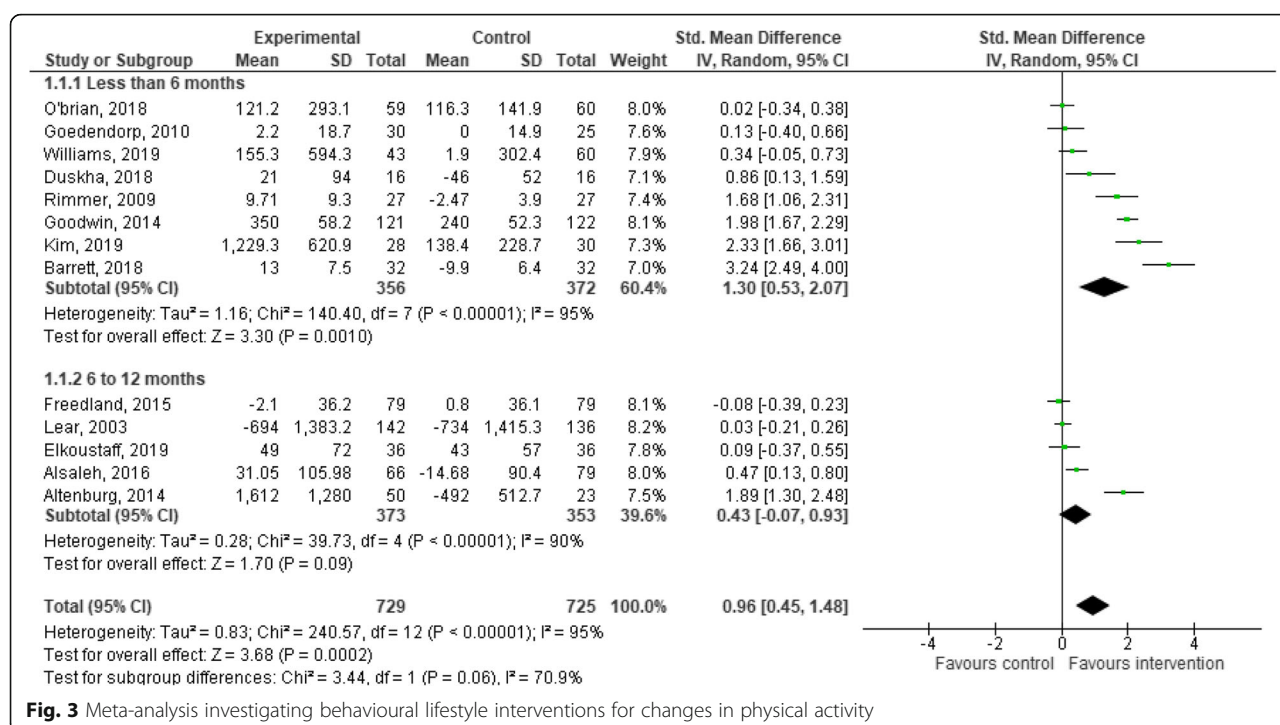 Experimental Control Std. Mean Difference Std. Mean Difference
Study or Subgroup Mean SD Total Mean SD Total Weight IV, Random, 95% CI IV, Random, 95% CI
1.1.1 Less than 6 months
O'brian, 2018 121.2 293.1 59 116.3 141.9 60 8.0% 0.02 [-0.34, 0.38]
Goedendorp, 2010 2.2 18.7 30 0 14.9 25 7.6% 0.13 [-0.40, 0.66]
Williams, 2019 155.3 594.3 43 1.9 302.4 60 7.9% 0.34 [-0.05, 0.73]
Duskha, 2018 21 94 16 -46 52 16 7.1% 0.86 [0.13, 1.59]
Rimmer, 2009 9.71 9.3 27 -2.47 3.9 27 7.4% 1.68 [1.06, 2.31]
Goodwin, 2014 350 58.2 121 240 52.3 122 8.1% 1.98 [1.67, 2.29]
Kim, 2019 1,229.3 620.9 28 138.4 228.7 30 7.3% 2.33 [1.66, 3.01]
Barrett, 2018 13 7.5 32 -9.9 6.4 32 7.0% 3.24 [2.49, 4.00]
Subtotal (95% CI) 356 372 60.4% 1.30 [0.53, 2.07]
Heterogeneity: Tau² = 1.16; Chi² = 140.40, df = 7 (P < 0.00001); I² = 95%
Test for overall effect: Z = 3.30 (P = 0.0010)
1.1.2 6 to 12 months
Freedland, 2015 -2.1 36.2 79 0.8 36.1 79 8.1% -0.08 [-0.39, 0.23]
Lear, 2003 -694 1,383.2 142 -734 1,415.3 136 8.2% 0.03 [-0.21, 0.26]
Elkoustaff, 2019 49 72 36 43 57 36 7.8% 0.09 [-0.37, 0.55]
Alsaleh, 2016 31.05 105.98 66 -14.68 90.4 79 8.0% 0.47 [0.13, 0.80]
Altenburg, 2014 1,612 1,280 50 -492 512.7 23 7.5% 1.89 [1.30, 2.48]
Subtotal (95% CI) 373 353 39.6% 0.43 [-0.07, 0.93]
Heterogeneity: Tau² = 0.28; Chi² = 39.73, df = 4 (P < 0.00001); I² = 90%
Test for overall effect: Z = 1.70 (P = 0.09)
Total (95% CI) 729 725 100.0% 0.96 [0.45, 1.48]
Heterogeneity: Tau² = 0.83; Chi² = 240.57, df = 12 (P < 0.00001); I² = 95%
Test for overall effect: Z = 3.68 (P = 0.0002)
Test for subgroup differences: Chi² = 3.44, df = 1 (P = 0.06), I² = 70.9%
-4 -2 0 2 4
Favours control Favours intervention
Fig. 3 Meta-analysis investigating behavioural lifestyle interventions for changes in physical activity